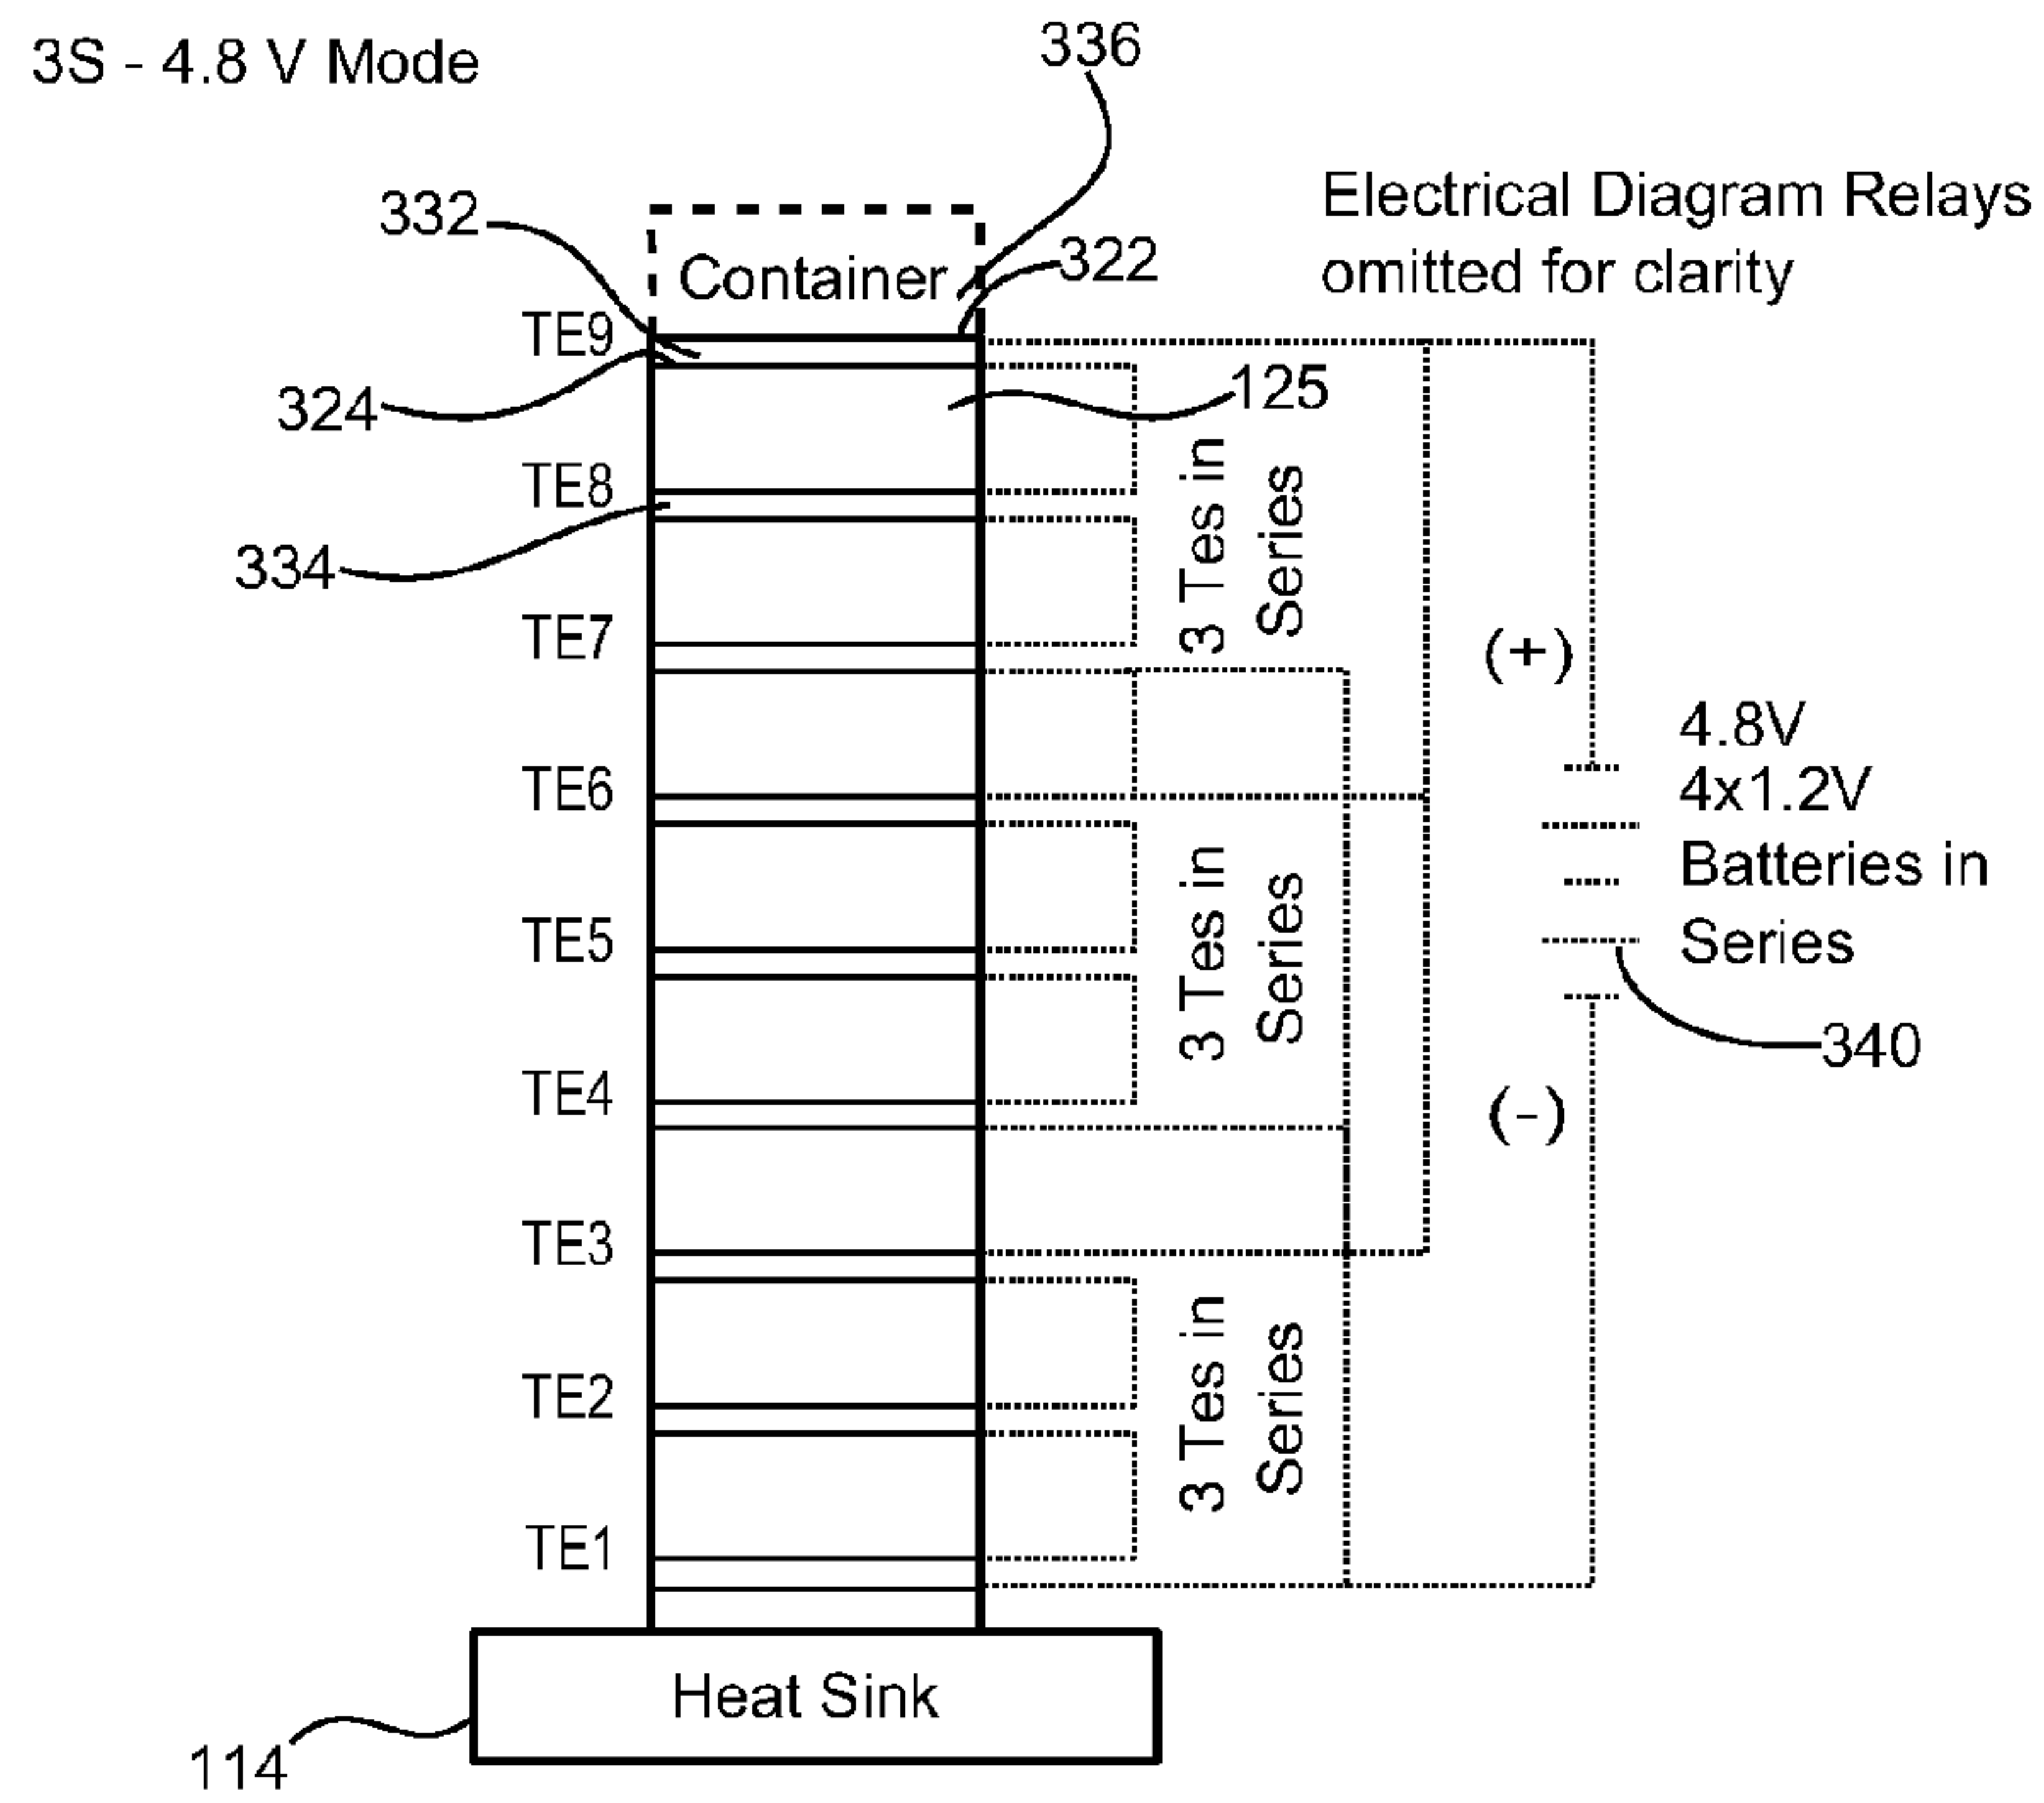 3S - 4.8 V Mode
336
332
Container
322
Electrical Diagram Relays
omitted for clarity
TE9
324
125
TE8
334
3 Tes in
Series
TE7
(+)
4.8V
4x1.2V
Batteries in
Series
TE6
TE5
3 Tes in
Series
340
TE4
(-)
TE3
TE2
3 Tes in
Series
TE1
Heat Sink
114